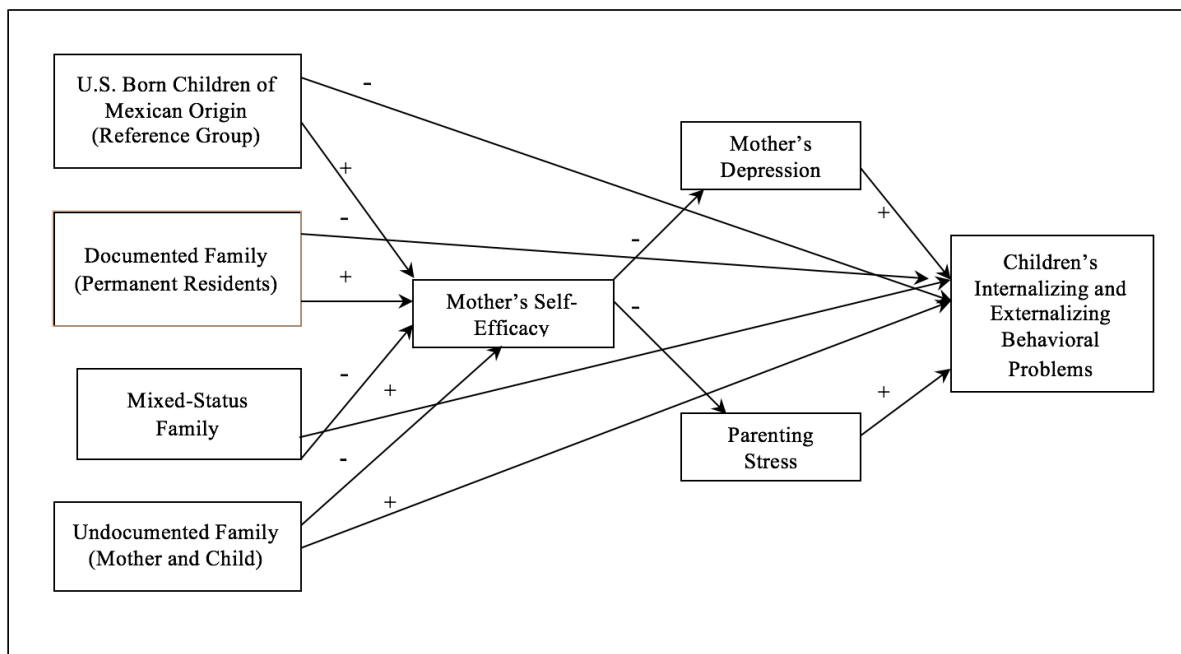 U.S. Born Children of
Mexican Origin
(Reference Group)
-
+
Documented Family
(Permanent Residents)
-
+
Mixed-Status
Family
-
+
Undocumented Family
(Mother and Child)
-
+
Mother's Self-
Efficacy
-
-
Mother's
Depression
+
Parenting
Stress
+
Children's
Internalizing and
Externalizing
Behavioral
Problems